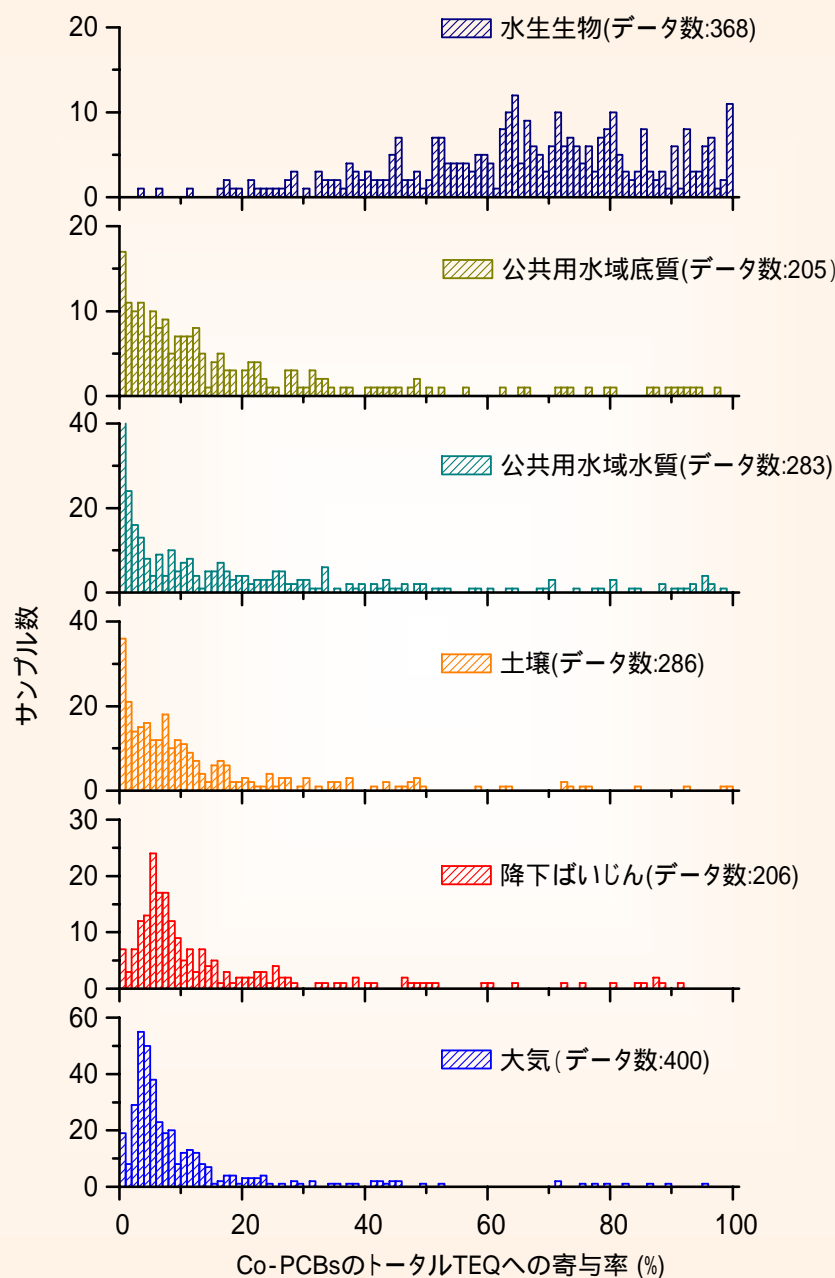 20
10
0
水生生物(データ数:368)
20
10
0
公共用水域底質(データ数:205)
40
20
0
公共用水域水質(データ数:283)
40
20
0
土壌(データ数:286)
30
20
10
0
降下ばいじん(データ数:206)
60
40
20
0
大気(データ数:400)
サンプル数
0 20 40 60 80 100
Co-PCBsのトータルTEQへの寄与率 (%)